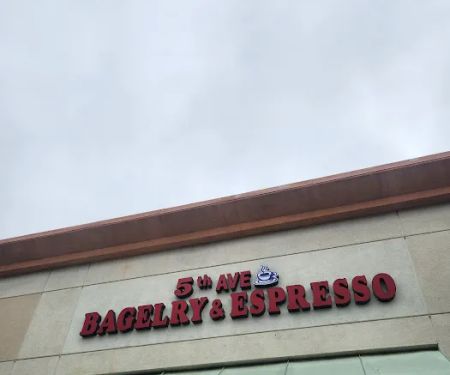 5th AVE
BAGELRY & ESPRESSO